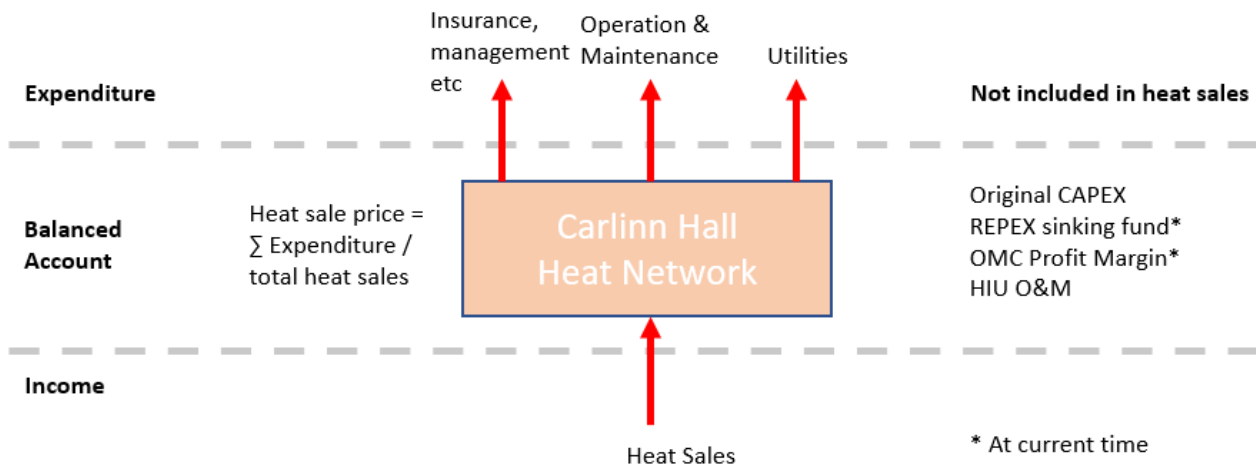 Insurance,
management
etc
Operation &
Maintenance
Utilities
Expenditure
Not included in heat sales
Balanced
Account
Heat sale price =
∑ Expenditure /
total heat sales
Carlinn Hall
Heat Network
Original CAPEX
REPEX sinking fund*
OMC Profit Margin*
HIU O&M
Income
Heat Sales
* At current time